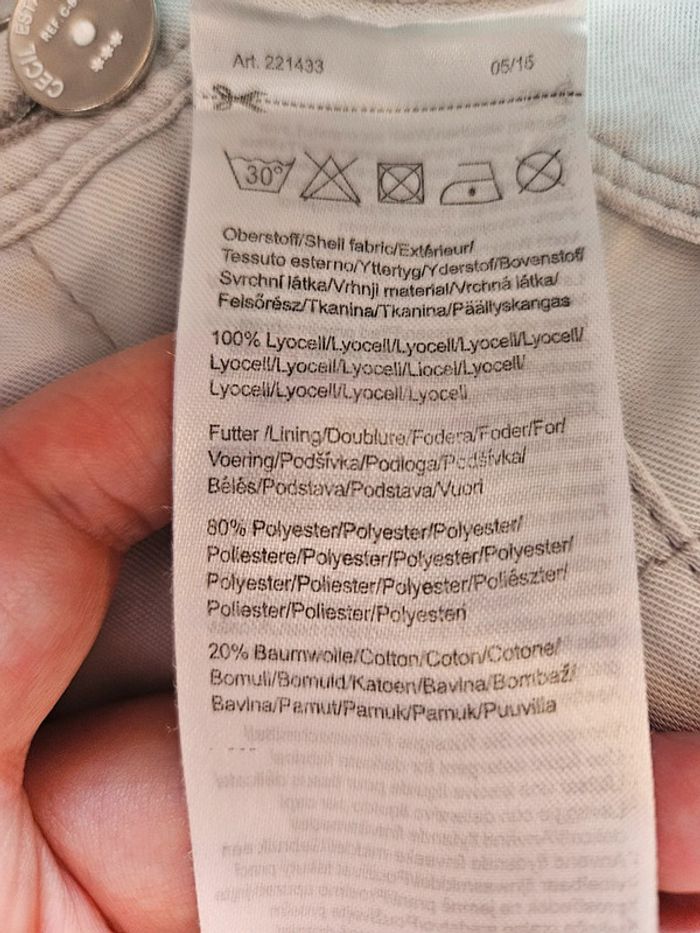 CECIL EST
REF C-8
Art. 221433 05/15
30°
Oberstoff/Shell fabric/Extérieur/
Tessuto esterno/Yttertyg/Yderstof/Bovenstof/
Svrchní látka/Vrhnji material/Vrchná látka/
Felsőrész/Tkanina/Tkanina/Päällyskangas
100% Lyocell/Lyocell/Lyocell/Lyocell/Lyocell/
Lyocell/Lyocell/Lyocell/Liocel/Lyocell/
Lyocell/Lyocell/Lyocell/Lyocell
Futter /Lining/Doublure/Fodera/Foder/For/
Voering/Podšívka/Podloga/Podšívka/
Bélés/Podstava/Podstava/Vuori
80% Polyester/Polyester/Polyester/
Poliestere/Polyester/Polyester/Polyester/
Polyester/Poliester/Polyester/Poliészter/
Poliester/Poliester/Polyesteri
20% Baumwolle/Cotton/Coton/Cotone/
Bomull/Bomuld/Katoen/Bavlna/Bombaž/
Bavlna/Pamut/Pamuk/Pamuk/Puuvilla